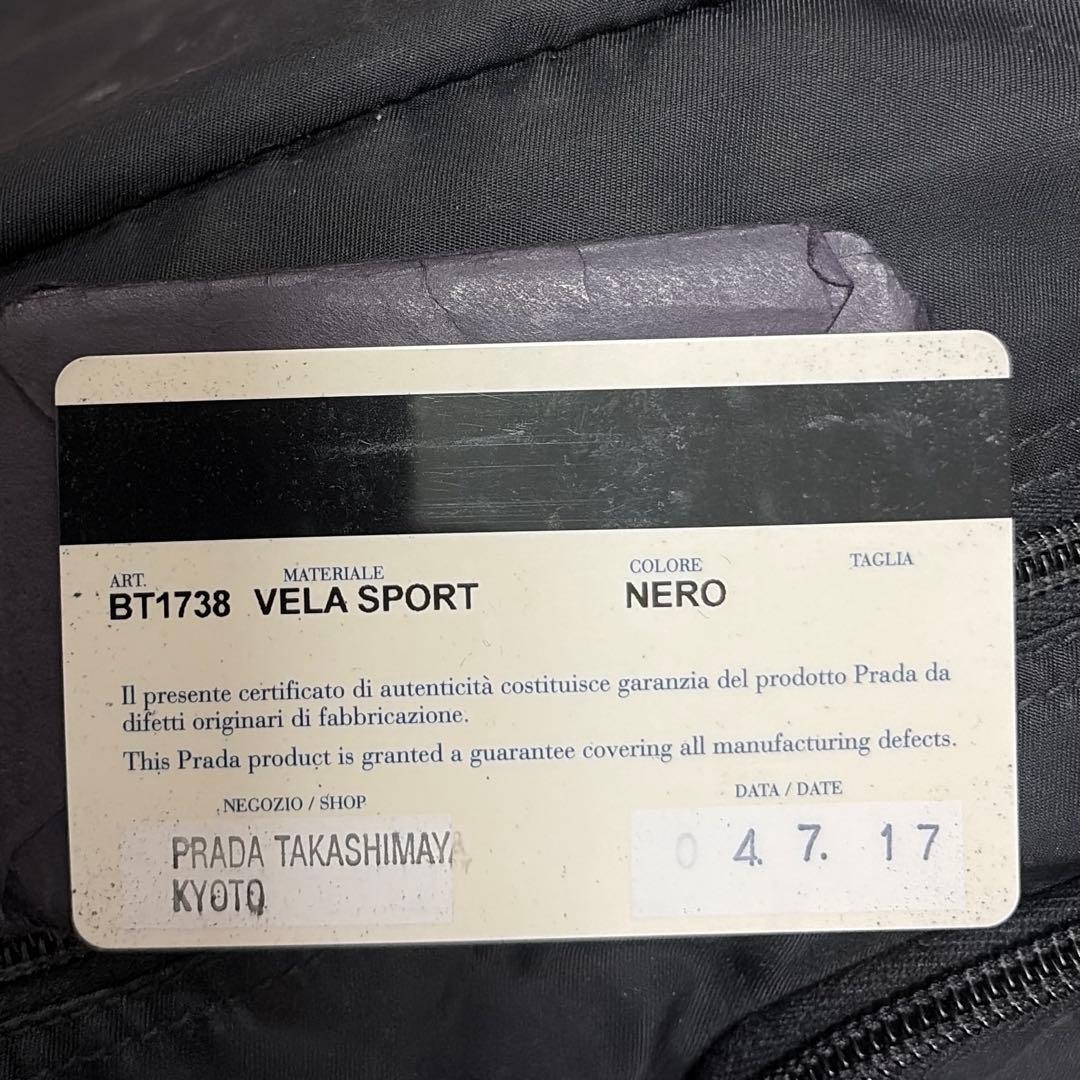 ART. MATERIALE COLORE TAGLIA
BT1738 VELA SPORT NERO
Il presente certificato di autenticità costituisce garanzia del prodotto Prada da
difetti originari di fabbricazione.
This Prada product is granted a guarantee covering all manufacturing defects.
NEGOZIO / SHOP
DATA / DATE
PRADA TAKASHIMAYA
KYOTO
0 4. 7. 17